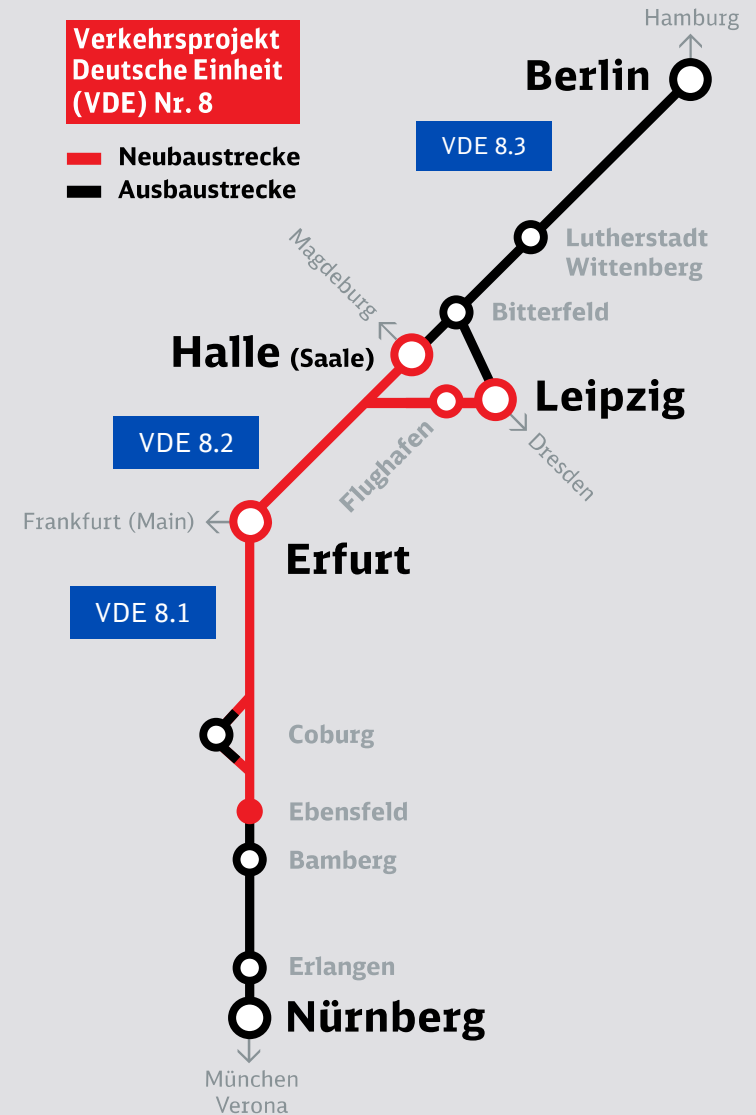 Hamburg
Verkehrsprojekt
Deutsche Einheit
(VDE) Nr. 8
Berlin
VDE 8.3
Neubaustrecke
Ausbaustrecke
Lutherstadt
Wittenberg
Magdeburg
Bitterfeld
Halle (Saale)
Leipzig
VDE 8.2
Flughafen
Dresden
Frankfurt (Main)
Erfurt
VDE 8.1
Coburg
Ebensfeld
Bamberg
Erlangen
Nürnberg
München
Verona